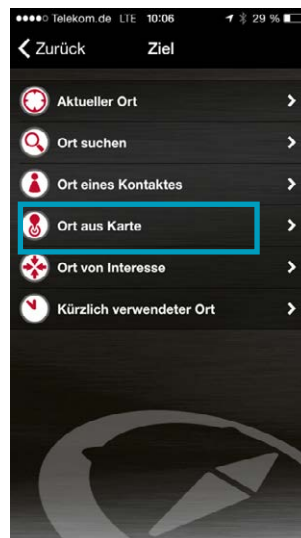 Telekom.de LTE 10:06 29 %
Zurück Ziel
Aktueller Ort
Ort suchen
Ort eines Kontaktes
Ort aus Karte
Ort von Interesse
Kürzlich verwendeter Ort